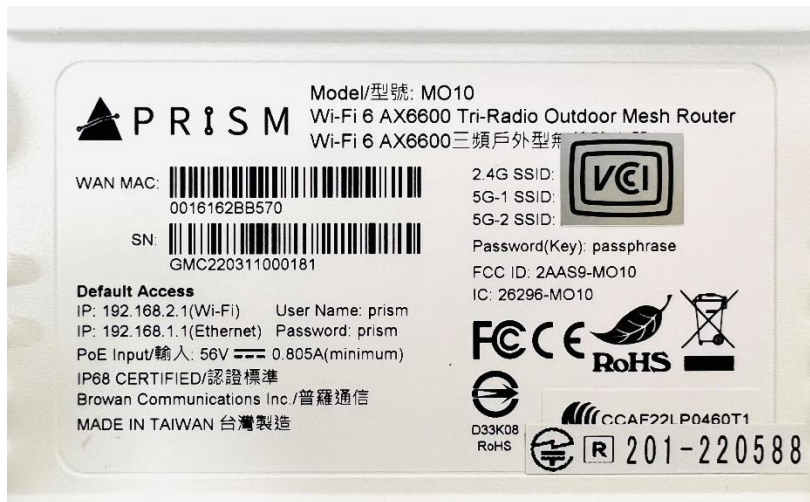 PRISM
Model/型號: MO10
Wi-Fi 6 AX6600 Tri-Radio Outdoor Mesh Router
Wi-Fi 6 AX6600三頻戶外型無
WAN MAC:
0016162BB570
SN:
GMC220311000181
2.4G SSID:
5G-1 SSID:
5G-2 SSID:
VCI
Password(Key): passphrase
FCC ID: 2AAS9-MO10
IC: 26296-MO10
Default Access
IP: 192.168.2.1(Wi-Fi) User Name: prism
IP: 192.168.1.1(Ethernet) Password: prism
PoE Input/輸入: 56V 0.805A(minimum)
IP68 CERTIFIED/認證標準
Browan Communications Inc./普羅通信
MADE IN TAIWAN 台灣製造
FC CE RoHS
D33K08
RoHS
CCAF22LP0460T1
R 201-220588